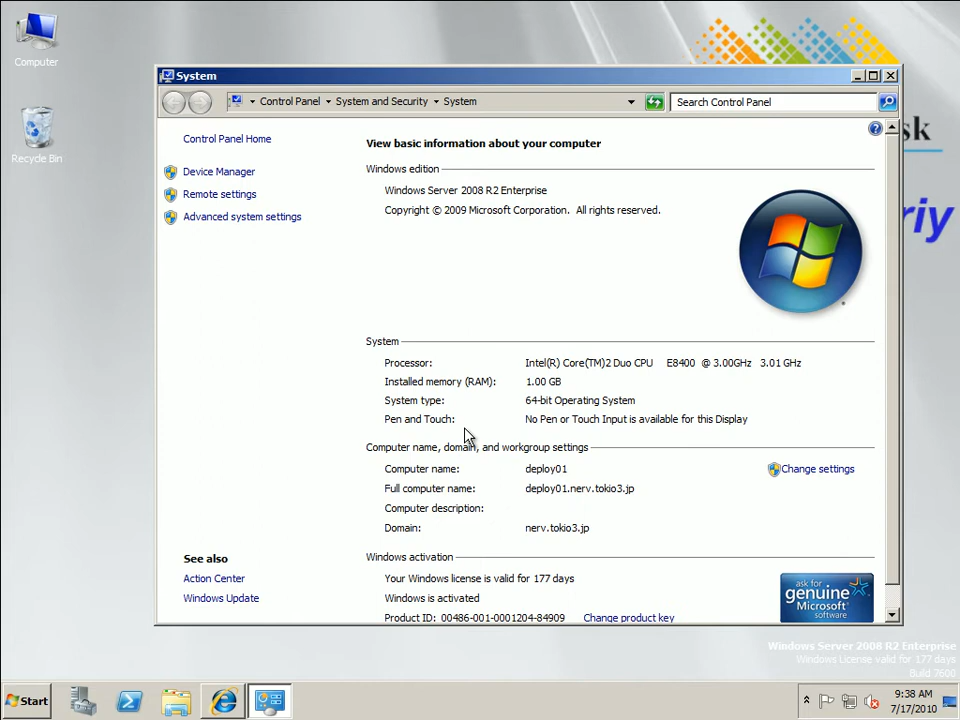 Computer
Recycle Bin
System
Control Panel System and Security System
Search Control Panel
Control Panel Home
Device Manager
Remote settings
Advanced system settings
See also
Action Center
Windows Update
View basic information about your computer
Windows edition
Windows Server 2008 R2 Enterprise
Copyright © 2009 Microsoft Corporation. All rights reserved.
System
Processor: Intel(R) Core(TM)2 Duo CPU E8400 @ 3.00GHz 3.01 GHz
Installed memory (RAM): 1.00 GB
System type: 64-bit Operating System
Pen and Touch: No Pen or Touch Input is available for this Display
Computer name, domain, and workgroup settings
Computer name: deploy01
Change settings
Full computer name: deploy01.nerv.tokio3.jp
Computer description:
Domain: nerv.tokio3.jp
Windows activation
Your Windows license is valid for 177 days
Windows is activated
Product ID: 00486-001-0001204-84909 Change product key
ask for
genuine
Microsoft
software
sk
riy
Windows Server 2008 R2 Enterprise
Windows License valid for 177 days
Build 7600
Start
9:38 AM
7/17/2010